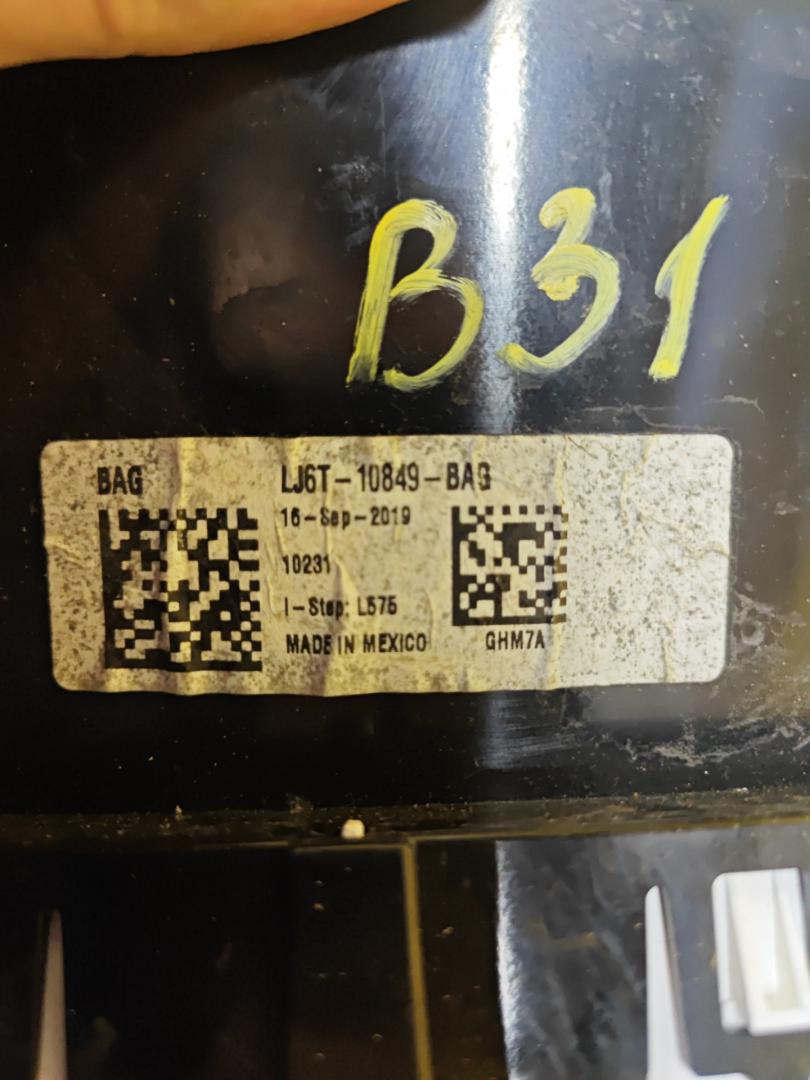 B31
BAG
LJ6T-10849-BAG
16-Sep-2019
10231
I-Step: L575
MADE IN MEXICO
GHM7A